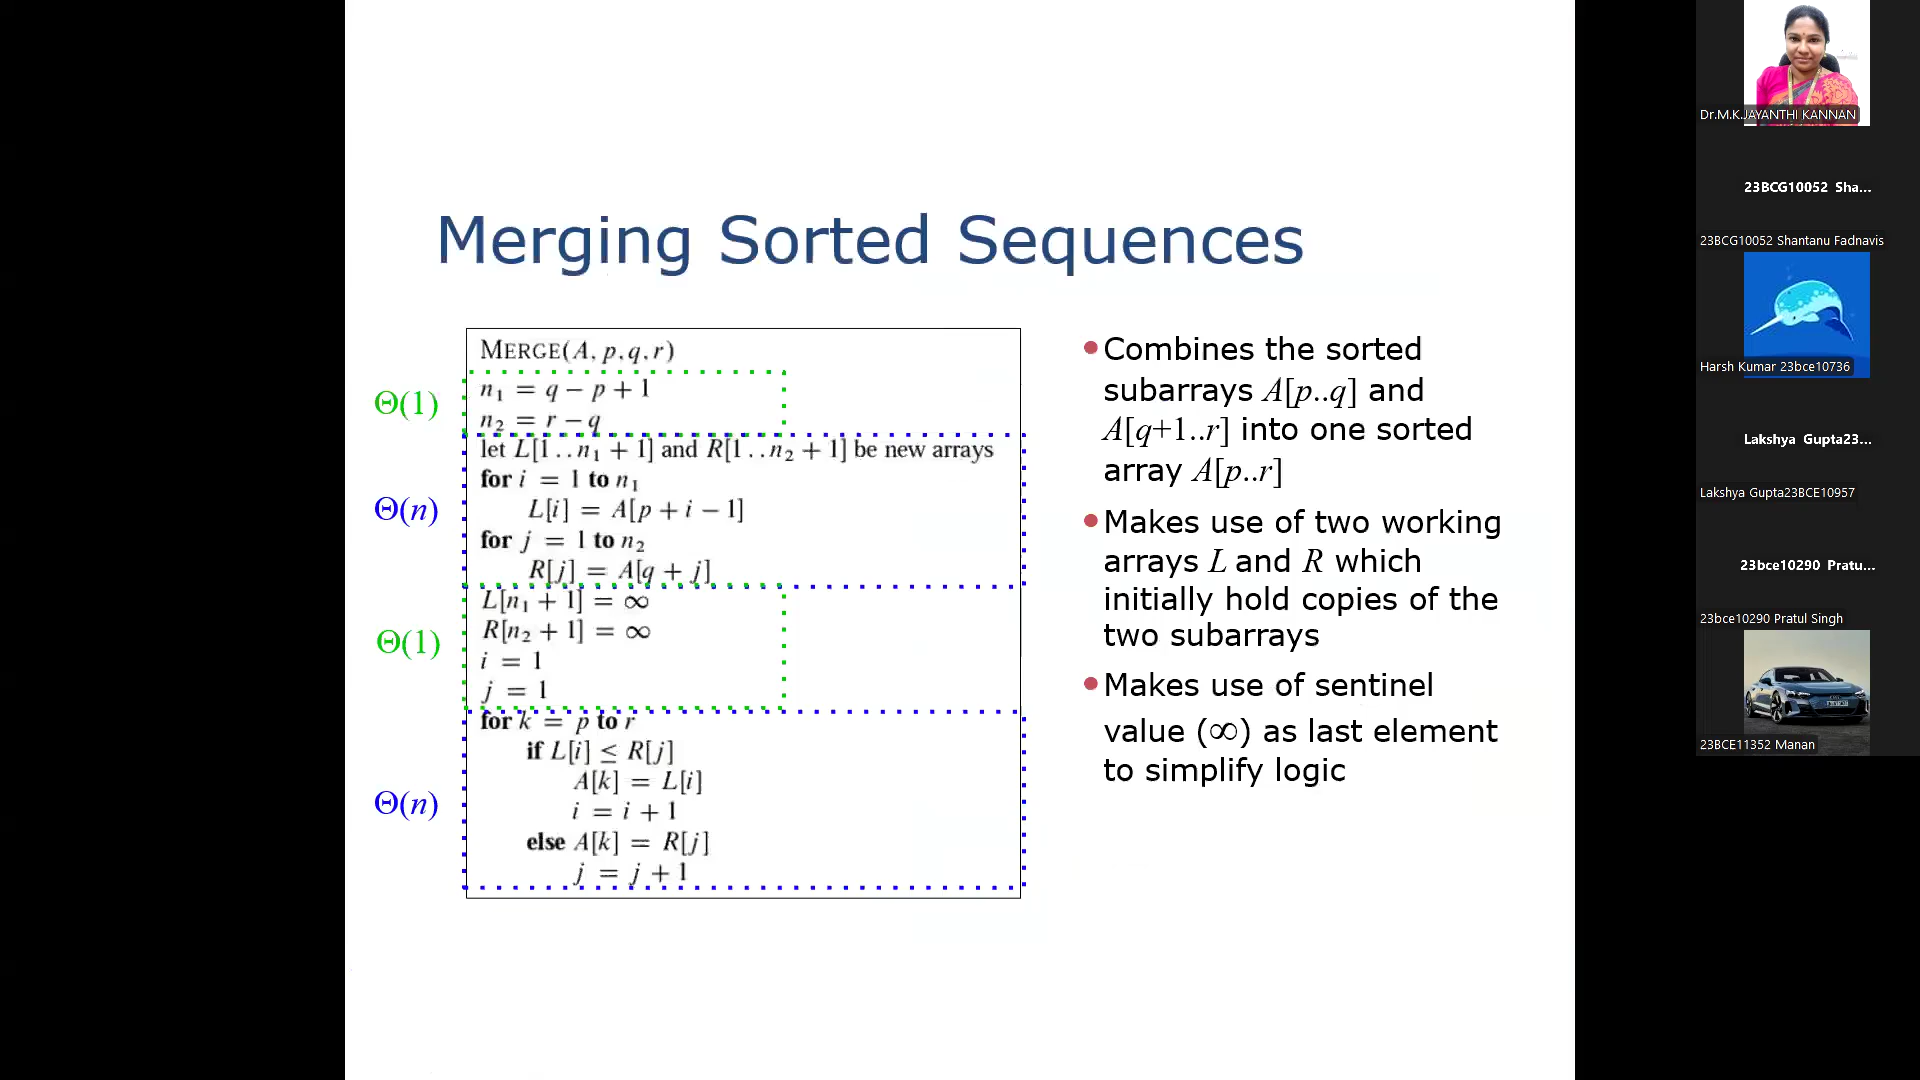 Merging Sorted Sequences
MERGE(A, p, q, r)
n₁ = q − p + 1
n₂ = r − q
let L[1 . . n₁ + 1] and R[1 . . n₂ + 1] be new arrays
for i = 1 to n₁
L[i] = A[p + i − 1]
for j = 1 to n₂
R[j] = A[q + j]
L[n₁ + 1] = ∞
R[n₂ + 1] = ∞
i = 1
j = 1
for k = p to r
if L[i] ≤ R[j]
A[k] = L[i]
i = i + 1
else A[k] = R[j]
j = j + 1
Θ(1)
Θ(n)
Θ(1)
Θ(n)
•Combines the sorted
subarrays A[p..q] and
A[q+1..r] into one sorted
array A[p..r]
•Makes use of two working
arrays L and R which
initially hold copies of the
two subarrays
•Makes use of sentinel
value (∞) as last element
to simplify logic
Dr.M.K.JAYANTHI KANNAN
23BCG10052 Sha...
23BCG10052 Shantanu Fadnavis
Harsh Kumar 23bce10736
Lakshya Gupta23...
Lakshya Gupta23BCE10957
23bce10290 Pratu...
23bce10290 Pratul Singh
23BCE11352 Manan